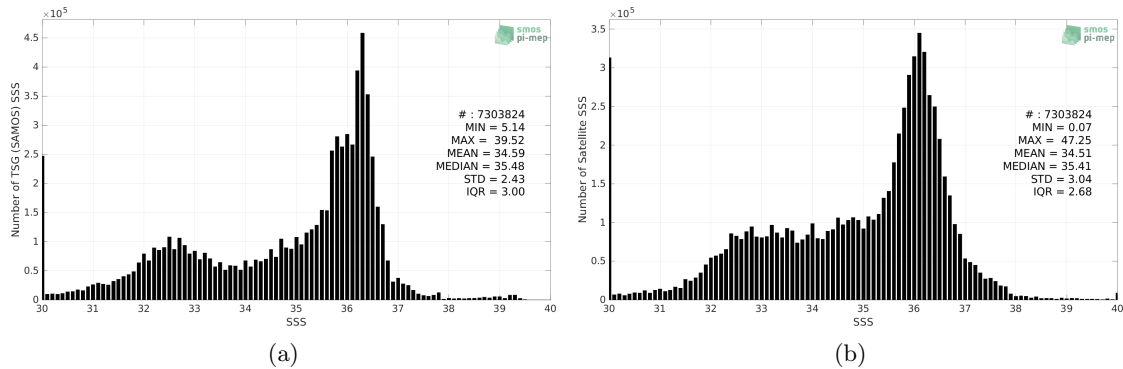 ×10^5
4.5
4
3.5
3
2.5
2
1.5
1
0.5
0
Number of TSG (SAMOS) SSS
30 31 32 33 34 35 36 37 38 39 40
SSS
smos
pi-mep
# : 7303824
MIN = 5.14
MAX = 39.52
MEAN = 34.59
MEDIAN = 35.48
STD = 2.43
IQR = 3.00
(a)
×10^5
3.5
3
2.5
2
1.5
1
0.5
0
Number of Satellite SSS
30 31 32 33 34 35 36 37 38 39 40
SSS
smos
pi-mep
# : 7303824
MIN = 0.07
MAX = 47.25
MEAN = 34.51
MEDIAN = 35.41
STD = 3.04
IQR = 2.68
(b)